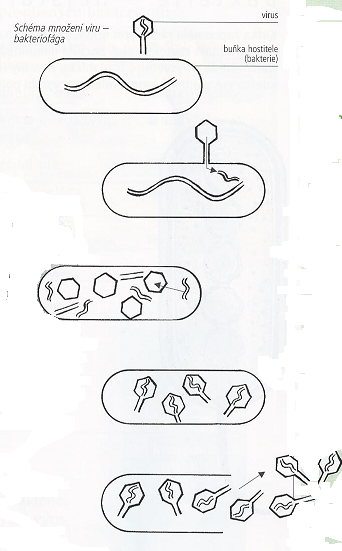 virus
Schéma množení viru –
bakteriofága
buňka hostitele
(bakterie)